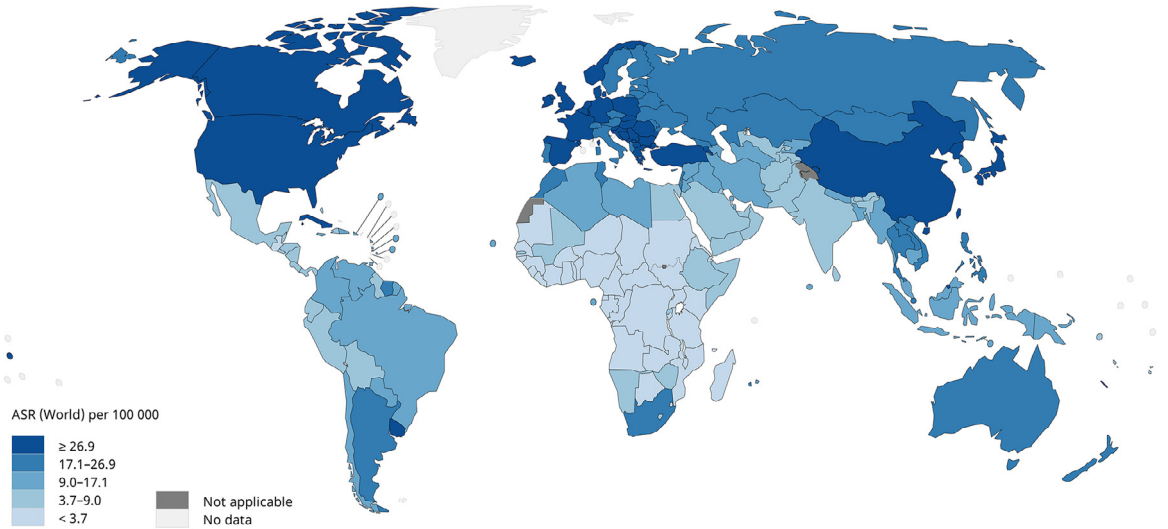 ASR (World) per 100 000
≥ 26.9
17.1–26.9
9.0–17.1
3.7–9.0
< 3.7
Not applicable
No data